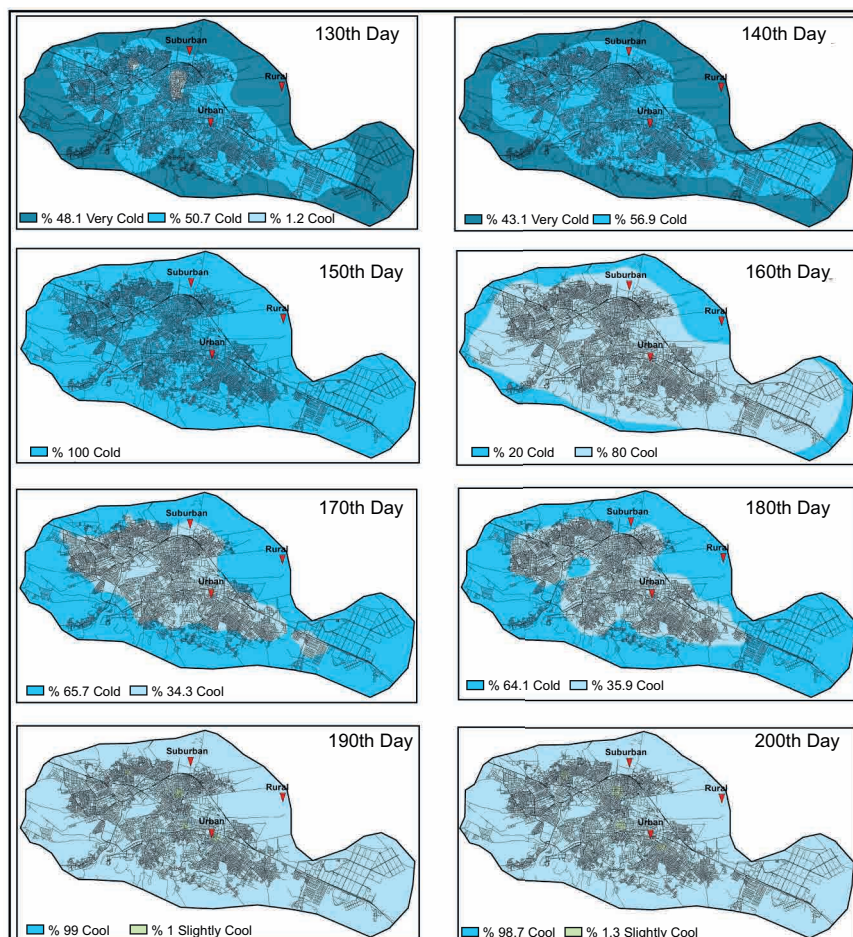 130th Day
Suburban
Rural
Urban
% 48.1 Very Cold % 50.7 Cold % 1.2 Cool
140th Day
Suburban
Rural
Urban
% 43.1 Very Cold % 56.9 Cold
150th Day
Suburban
Rural
Urban
% 100 Cold
160th Day
Suburban
Rural
Urban
% 20 Cold % 80 Cool
170th Day
Suburban
Rural
Urban
% 65.7 Cold % 34.3 Cool
180th Day
Suburban
Rural
Urban
% 64.1 Cold % 35.9 Cool
190th Day
Suburban
Rural
Urban
% 99 Cool % 1 Slightly Cool
200th Day
Suburban
Rural
Urban
% 98.7 Cool % 1.3 Slightly Cool